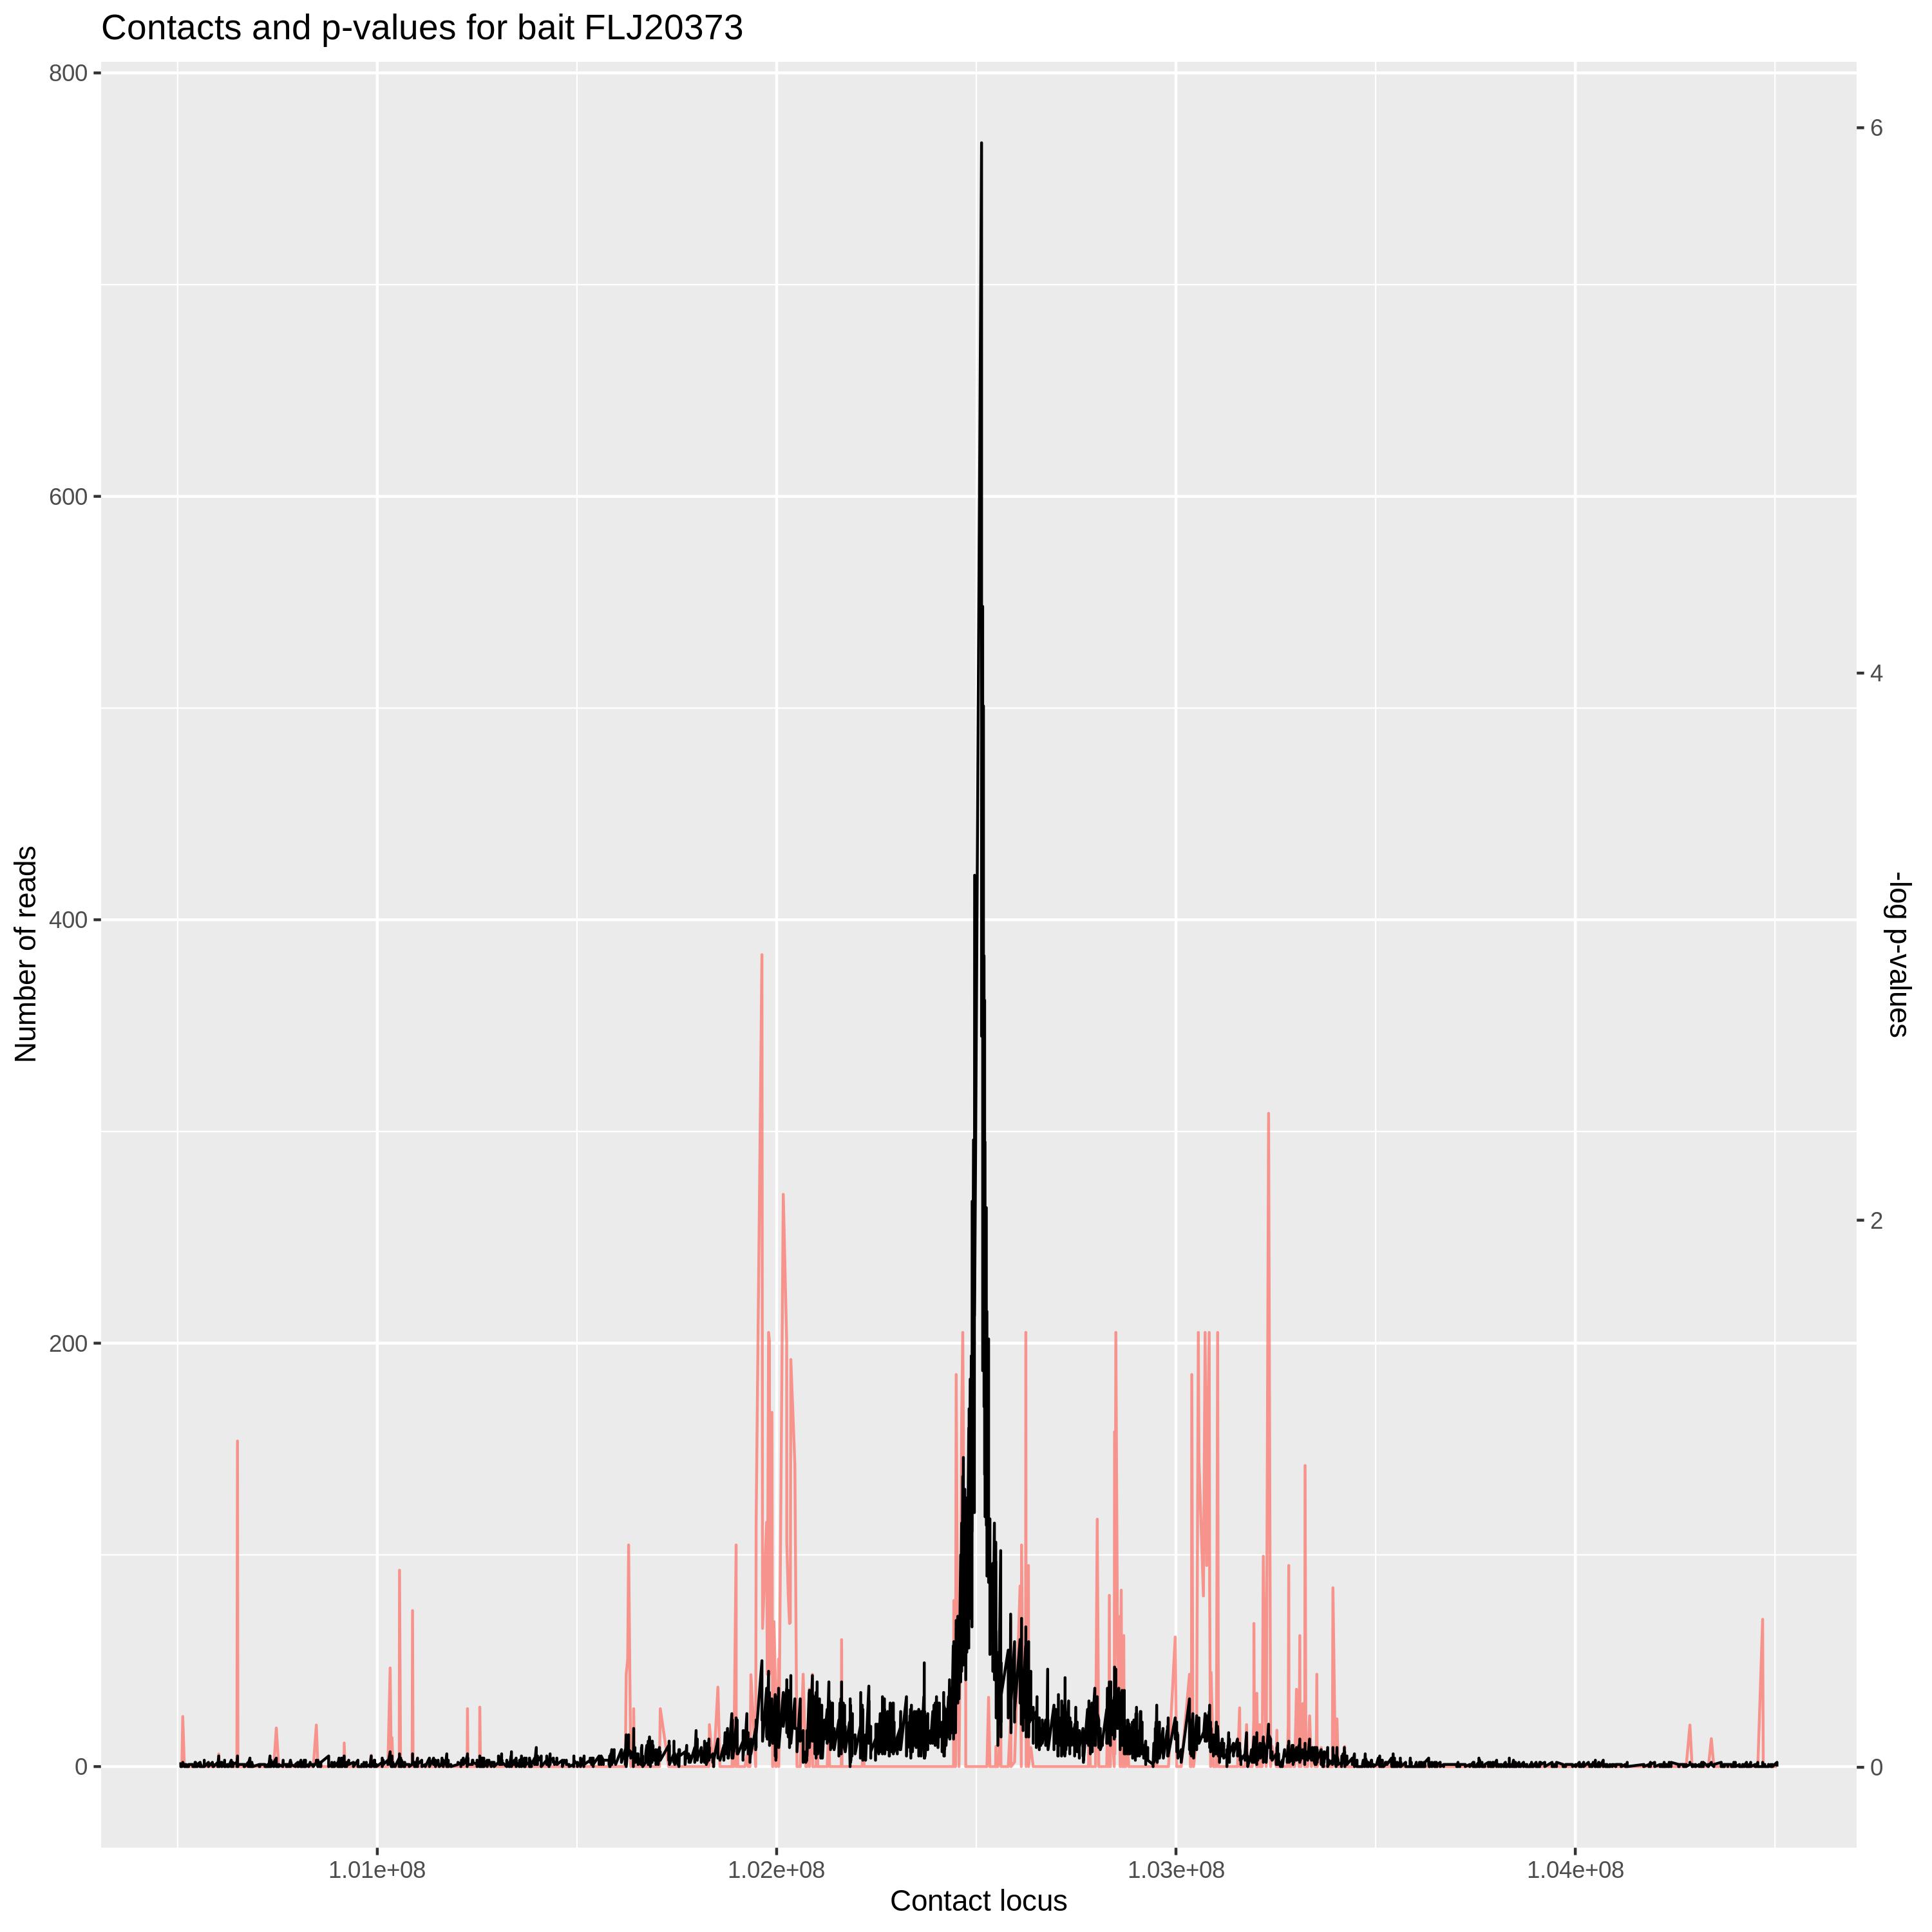 Contacts and p-values for bait FLJ20373
800
600
400
200
0
Number of reads
6
4
2
0
-log p-values
1.01e+08
1.02e+08
1.03e+08
1.04e+08
Contact locus